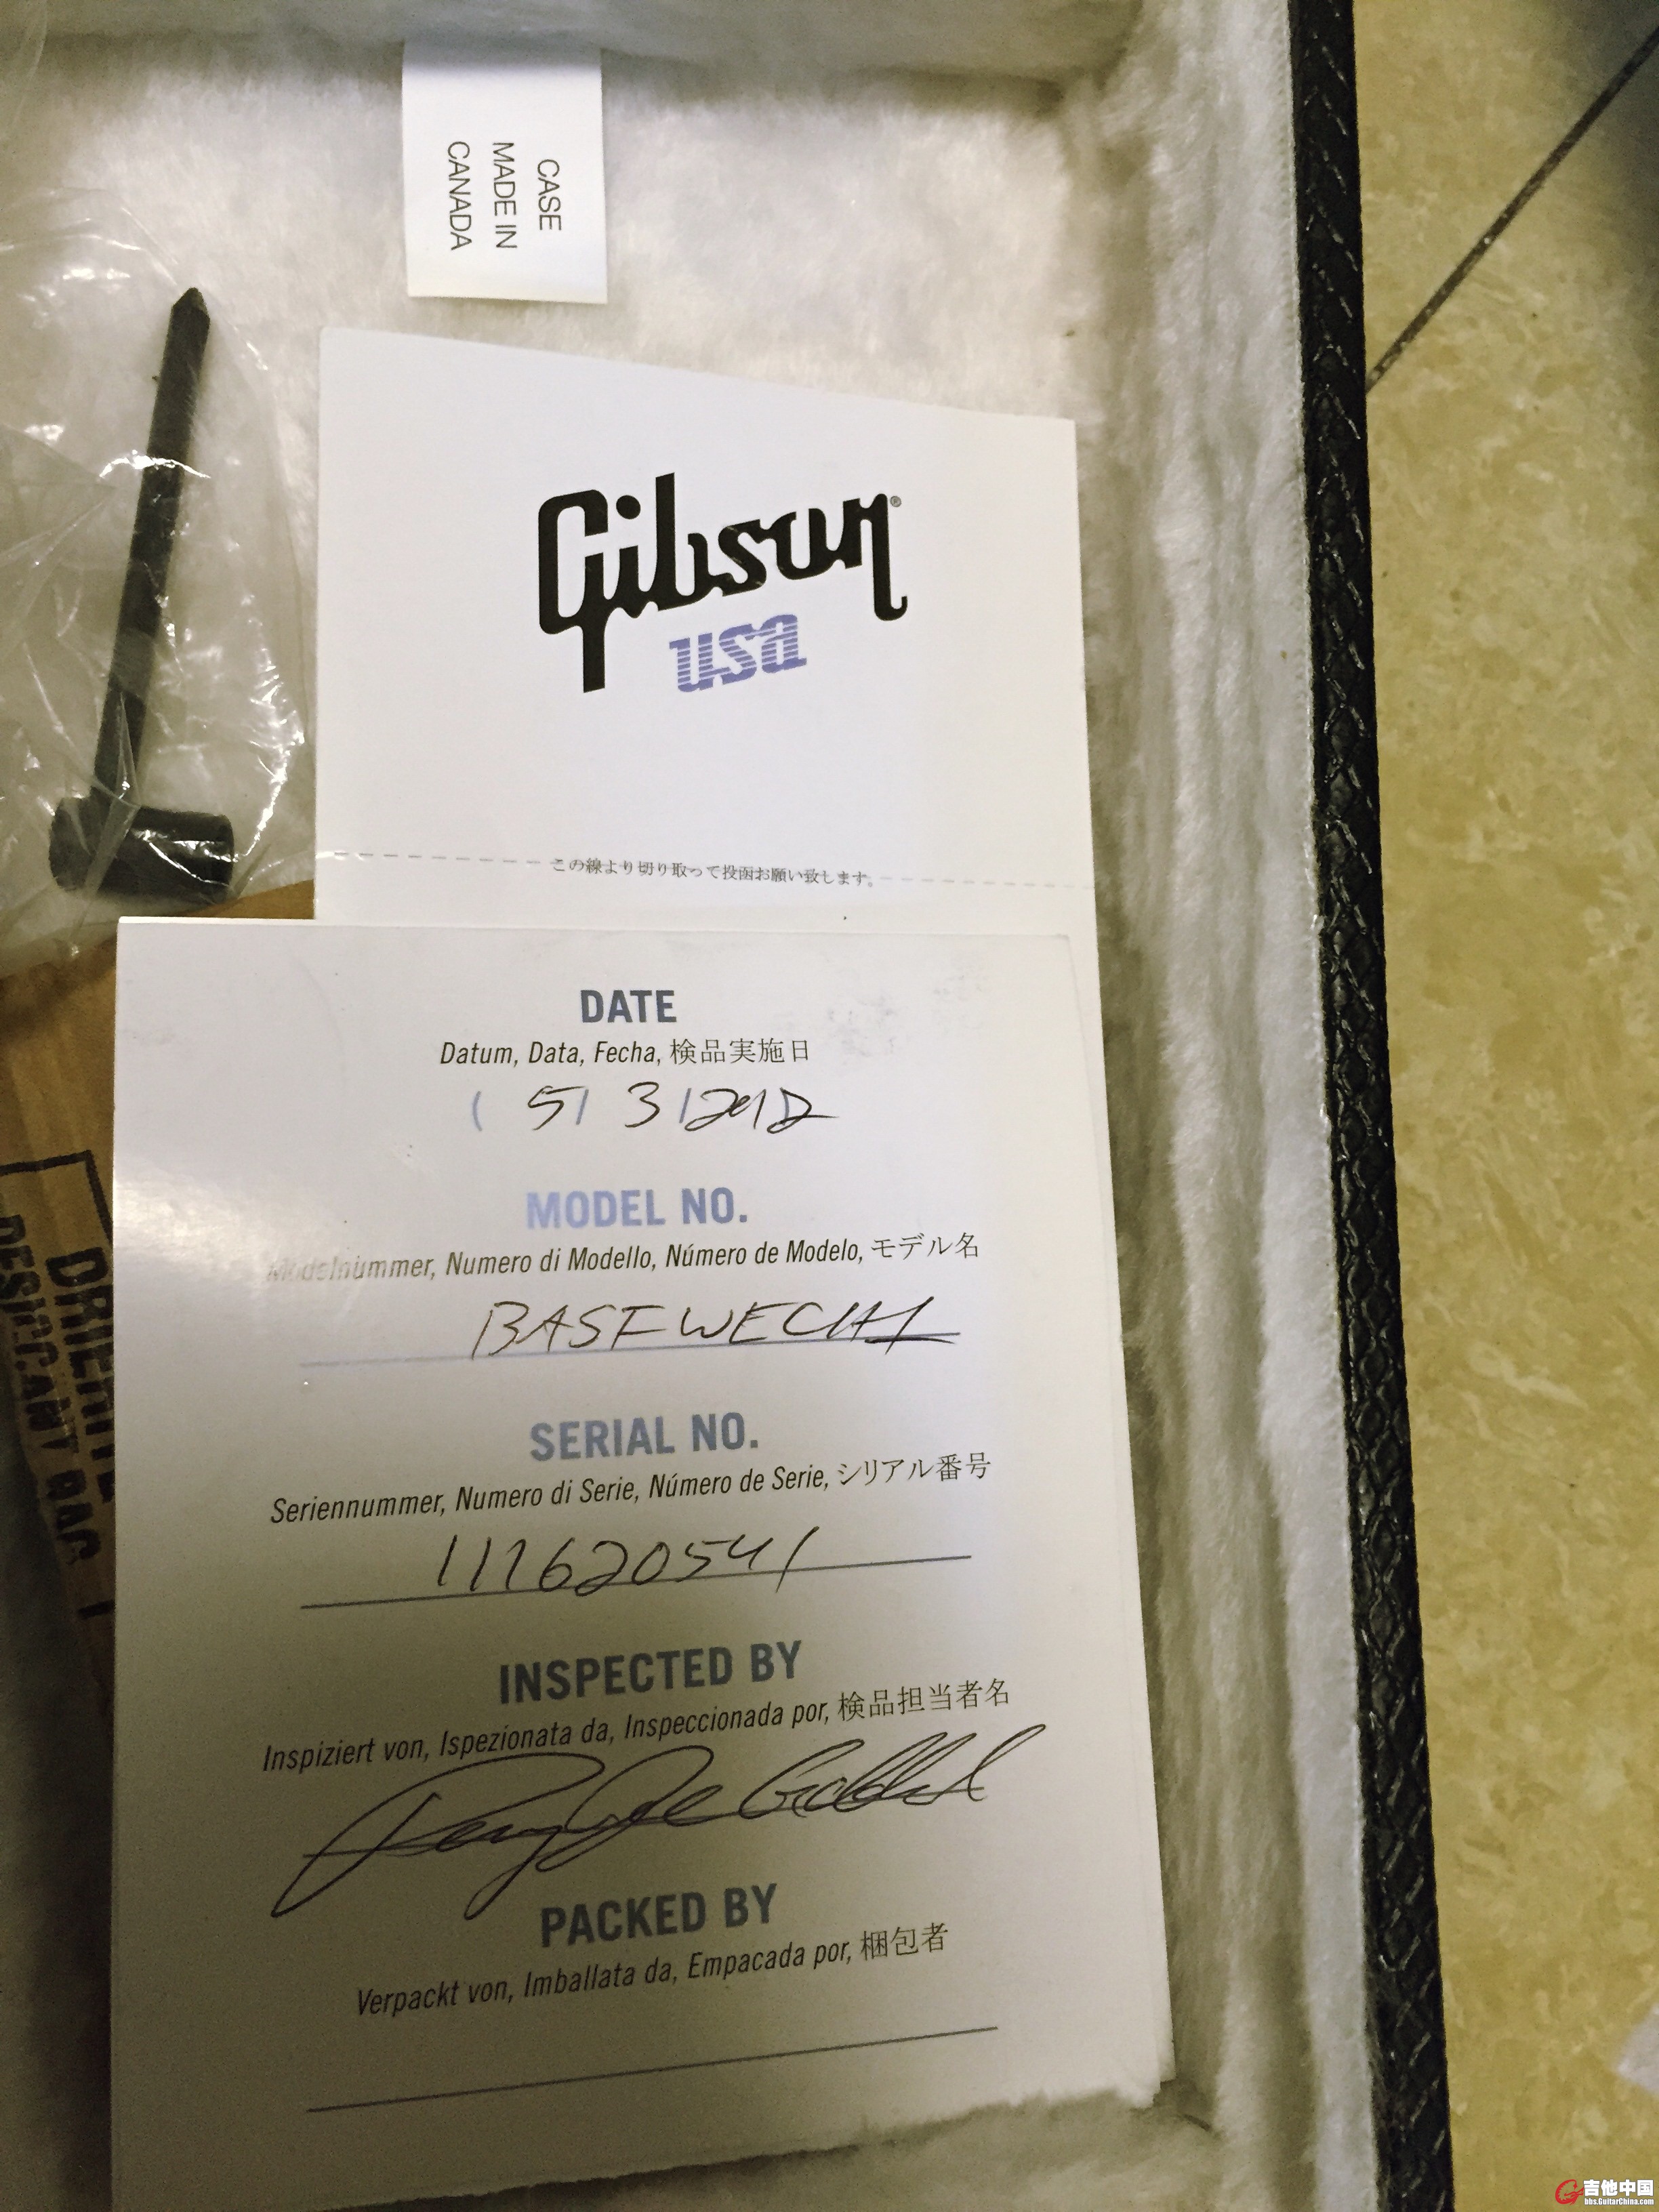 CASE
MADE IN
CANADA
Gibson®
usa
この線より切り取って投函お願い致します。
DATE
Datum, Data, Fecha, 検品実施日
5/ 3 /2012
MODEL NO.
Modelnummer, Numero di Modello, Número de Modelo, モデル名
BASFWECH1
SERIAL NO.
Seriennummer, Numero di Serie, Número de Serie, シリアル番号
111620541
INSPECTED BY
Inspiziert von, Ispezionata da, Inspeccionada por, 検品担当者名
PACKED BY
Verpackt von, Imballata da, Empacada por, 梱包者
DESICCANT BAG
吉他中国
bbs.GuitarChina.com